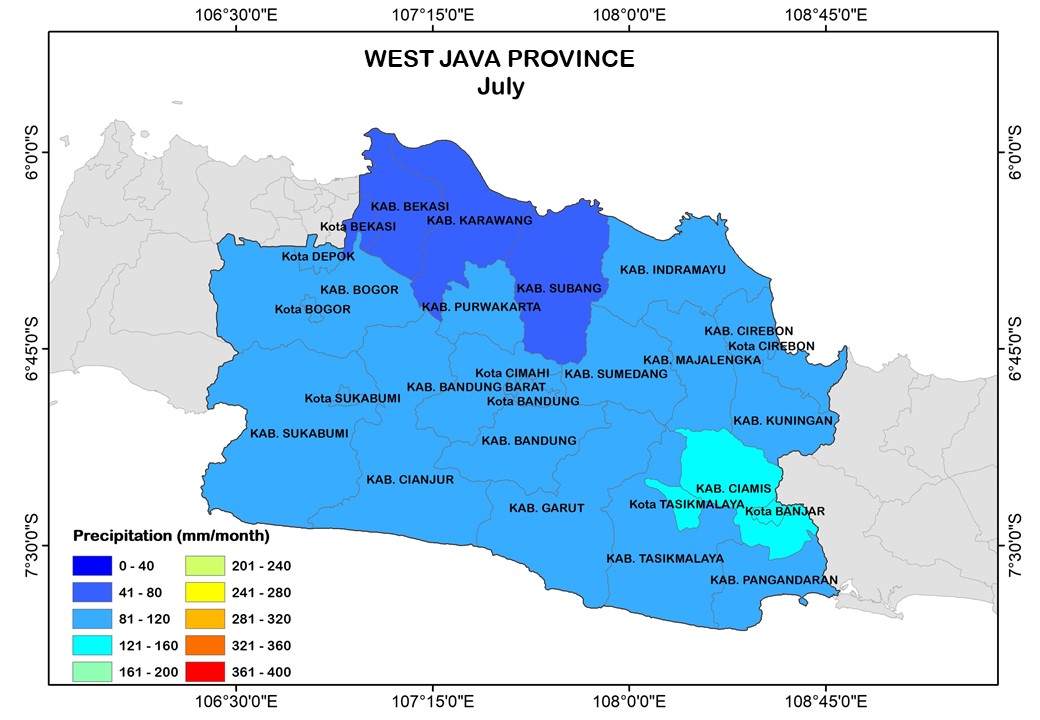 106°30'0"E 107°15'0"E 108°00'0"E 108°45'0"E
WEST JAVA PROVINCE
July
6°0'0"S 6°0'0"S
KAB. BEKASI
KAB. KARAWANG
Kota BEKASI
Kota DEPOK
KAB. INDRAMAYU
KAB. BOGOR
KAB. SUBANG
Kota BOGOR
KAB. PURWAKARTA
KAB. CIREBON
Kota CIREBON
6°45'0"S 6°45'0"S
KAB. MAJALENGKA
Kota CIMAHI
KAB. SUMEDANG
KAB. BANDUNG BARAT
Kota SUKABUMI
Kota BANDUNG
KAB. KUNINGAN
KAB. SUKABUMI
KAB. BANDUNG
KAB. CIANJUR
KAB. CIAMIS
KAB. GARUT
Kota TASIKMALAYA
Kota BANJAR
7°30'0"S 7°30'0"S
KAB. TASIKMALAYA
KAB. PANGANDARAN
Precipitation (mm/month)
0 - 40 201 - 240
41 - 80 241 - 280
81 - 120 281 - 320
121 - 160 321 - 360
161 - 200 361 - 400
106°30'0"E 107°15'0"E 108°00'0"E 108°45'0"E